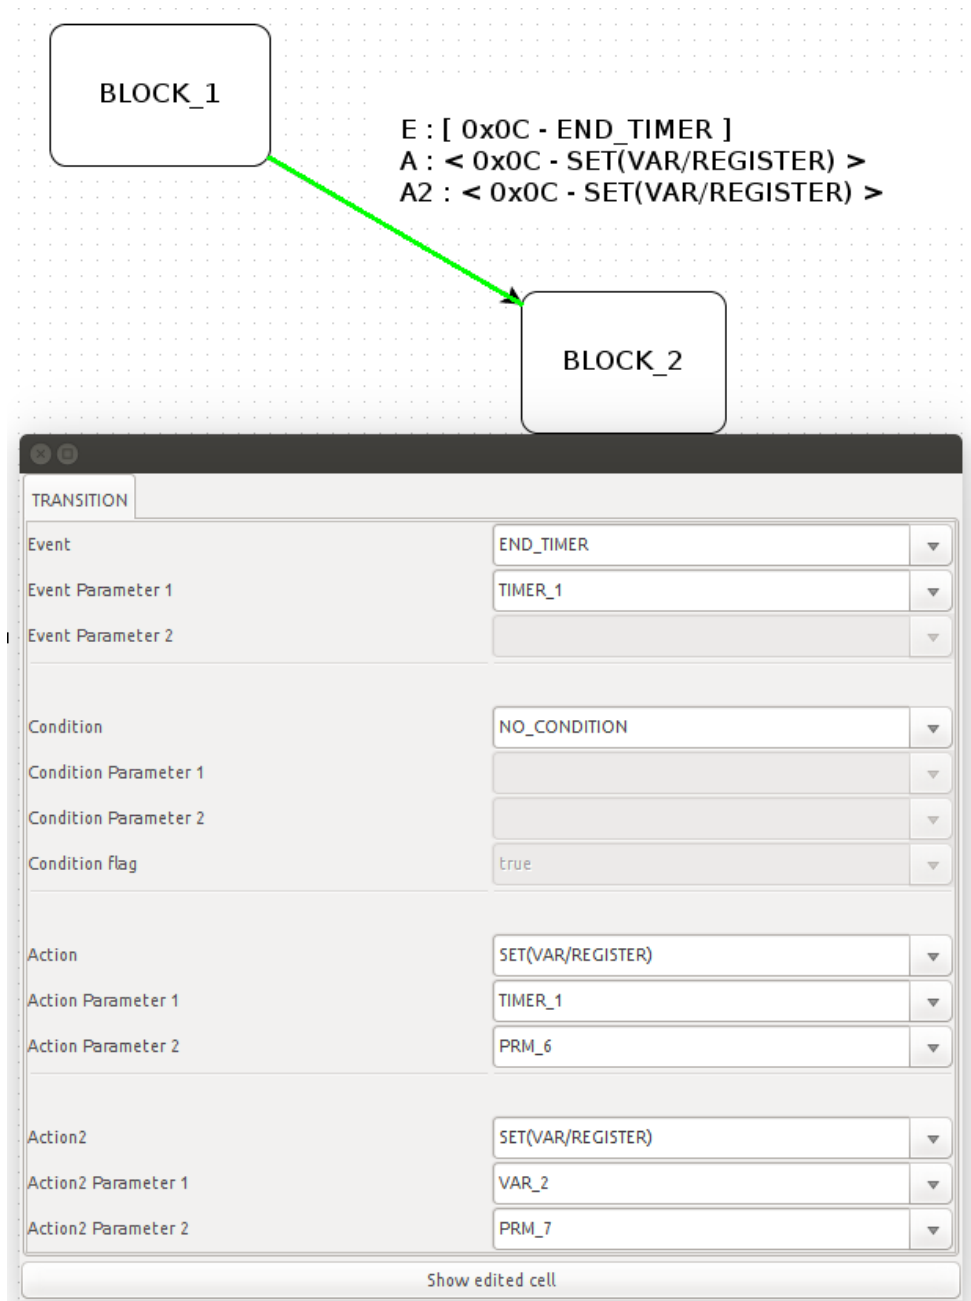 BLOCK_1
E : [ 0x0C - END_TIMER ]
A : < 0x0C - SET(VAR/REGISTER) >
A2 : < 0x0C - SET(VAR/REGISTER) >
BLOCK_2
TRANSITION
Event END_TIMER
Event Parameter 1 TIMER_1
Event Parameter 2
Condition NO_CONDITION
Condition Parameter 1
Condition Parameter 2
Condition flag true
Action SET(VAR/REGISTER)
Action Parameter 1 TIMER_1
Action Parameter 2 PRM_6
Action2 SET(VAR/REGISTER)
Action2 Parameter 1 VAR_2
Action2 Parameter 2 PRM_7
Show edited cell